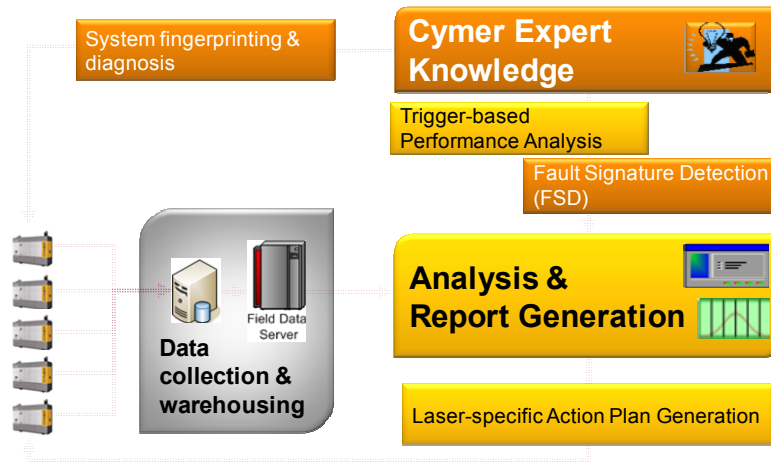 System fingerprinting &
diagnosis
Cymer Expert
Knowledge
Trigger-based
Performance Analysis
Fault Signature Detection
(FSD)
Analysis &
Report Generation
Field Data
Server
Data
collection &
warehousing
Laser-specific Action Plan Generation